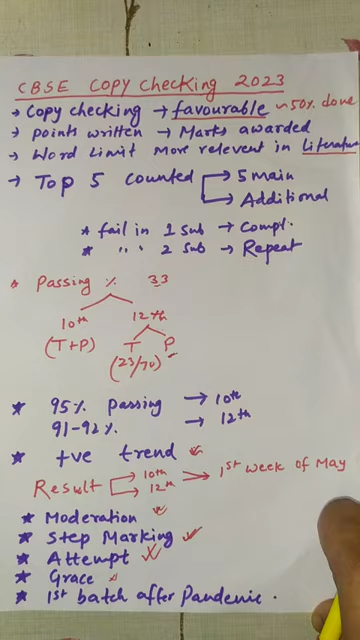 CBSE COPY Checking 2023
→ Copy checking → favourable ~50% done
→ Points written → Marks awarded
→ Word Limit More relevent in Literature
→ Top 5 counted → 5 main
→ Additional
* fail in 1 sub → Compt.
* " " 2 sub → Repeat
* Passing % 33
10th 12th
(T+P) T P
(23/70)
* 95% Passing → 10th
91-92% → 12th
* +ve trend
Result → 10th → 1st week of May
→ 12th
* Moderation
* Step Marking ✓
* Attempt
* Grace
* 1st batch after Pandemic.